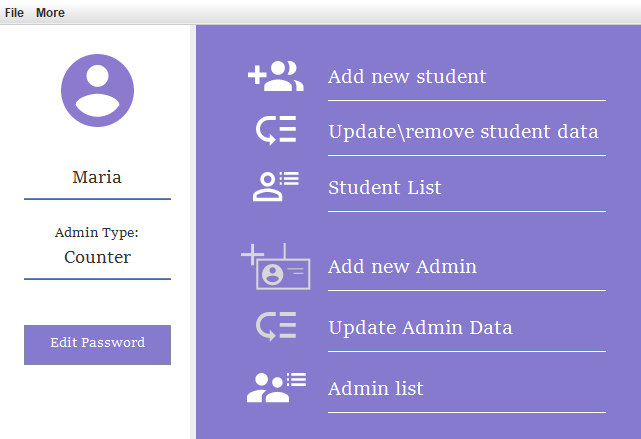 File More
Maria
Admin Type:
Counter
Edit Password
Add new student
Update\remove student data
Student List
Add new Admin
Update Admin Data
Admin list